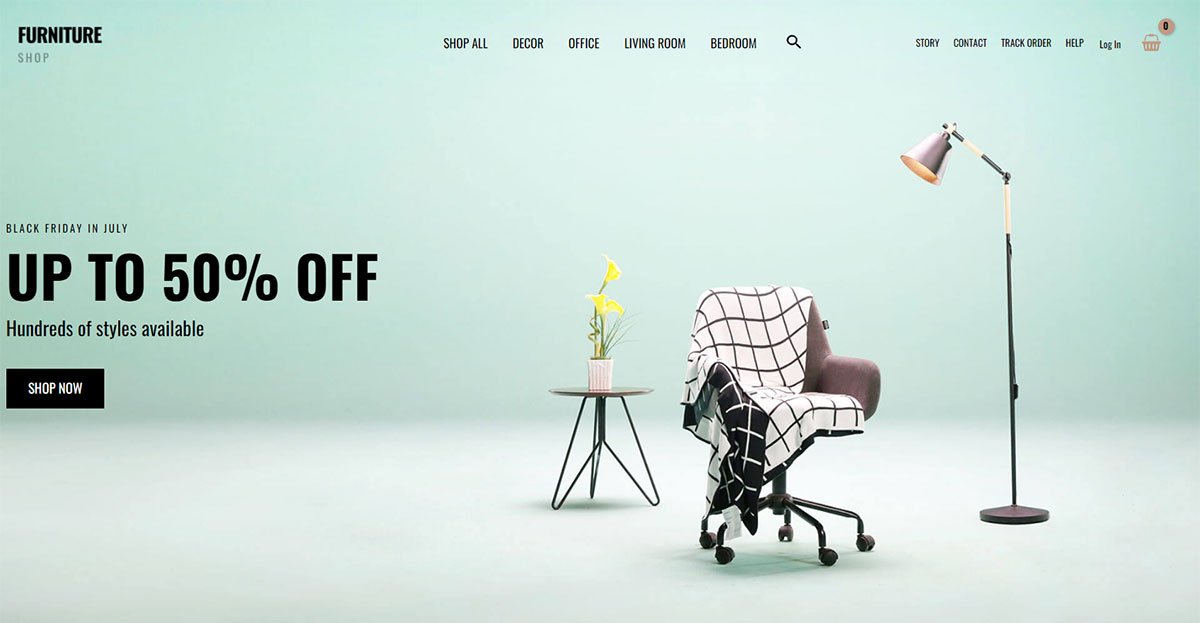 FURNITURE
SHOP
SHOP ALL DECOR OFFICE LIVING ROOM BEDROOM
STORY CONTACT TRACK ORDER HELP Log In 0
BLACK FRIDAY IN JULY
UP TO 50% OFF
Hundreds of styles available
SHOP NOW